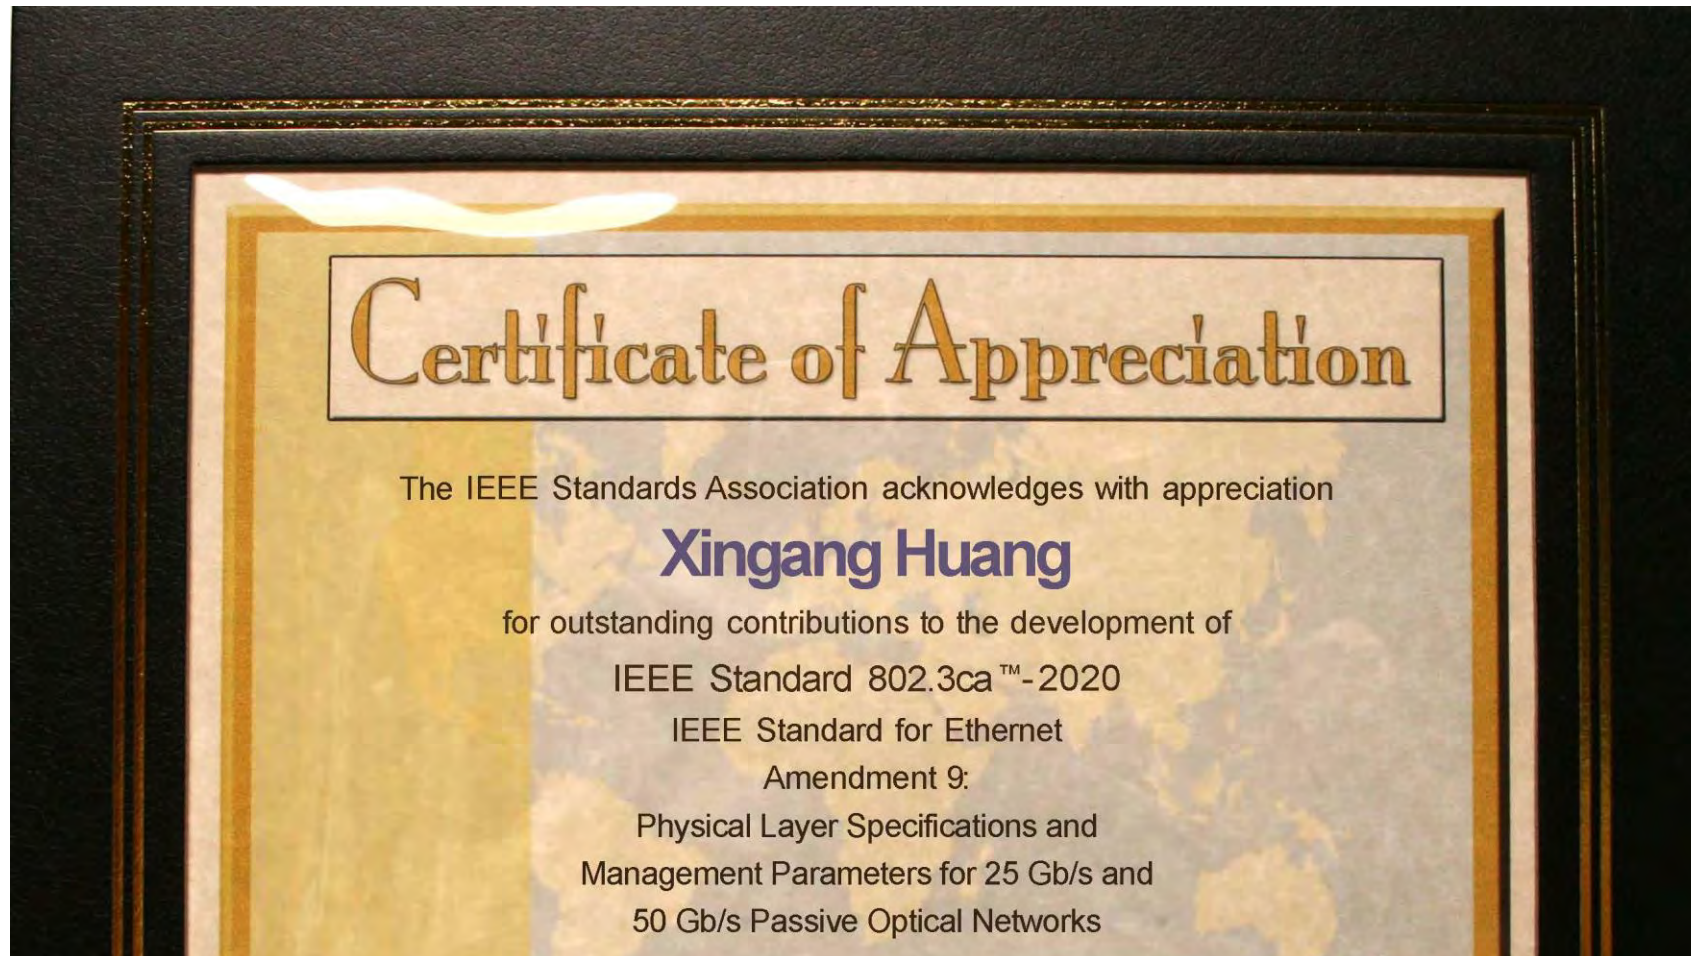 Certificate of Appreciation
The IEEE Standards Association acknowledges with appreciation
Xingang Huang
for outstanding contributions to the development of
IEEE Standard 802.3ca™-2020
IEEE Standard for Ethernet
Amendment 9:
Physical Layer Specifications and
Management Parameters for 25 Gb/s and
50 Gb/s Passive Optical Networks